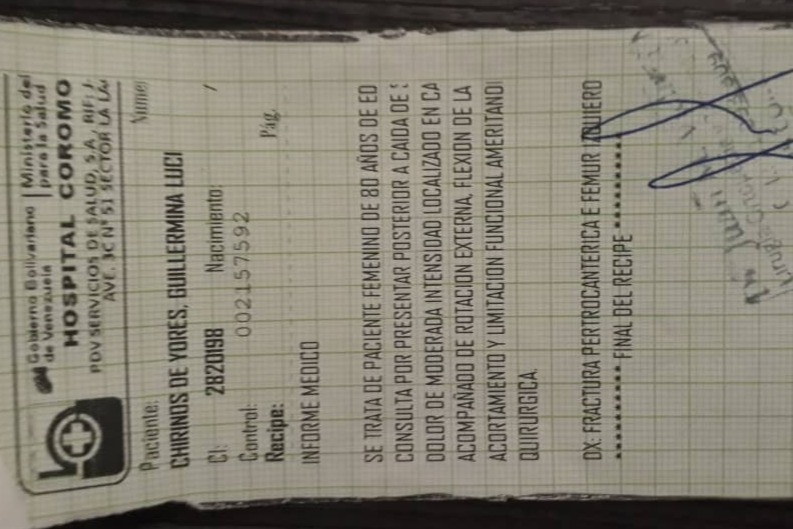 Gobierno Bolivariano de Venezuela
Ministerio del para la Salud
HOSPITAL COROMO
PDV SERVICIOS DE SALUD, S.A., RIF: J-
AVE. 3C N° 51 SECTOR LA LA
Paciente:
CHIRINOS DE YORES, GUILLERMINA LUCI
CI: 2820198 Nacimiento: /
Control: 002157592
Recipe: Pág.
INFORME MEDICO
SE TRATA DE PACIENTE FEMENINO DE 80 AÑOS DE ED
CONSULTA POR PRESENTAR POSTERIOR A CAIDA DE S
DOLOR DE MODERADA INTENSIDAD LOCALIZADO EN CA
ACOMPAÑADO DE ROTACION EXTERNA, FLEXION DE LA
ACORTAMIENTO Y LIMITACION FUNCIONAL AMERITANDO
QUIRURGICA.
DX: FRACTURA PERTROCANTERICA E FEMUR IZQUIERO
********** FINAL DEL RECIPE **********